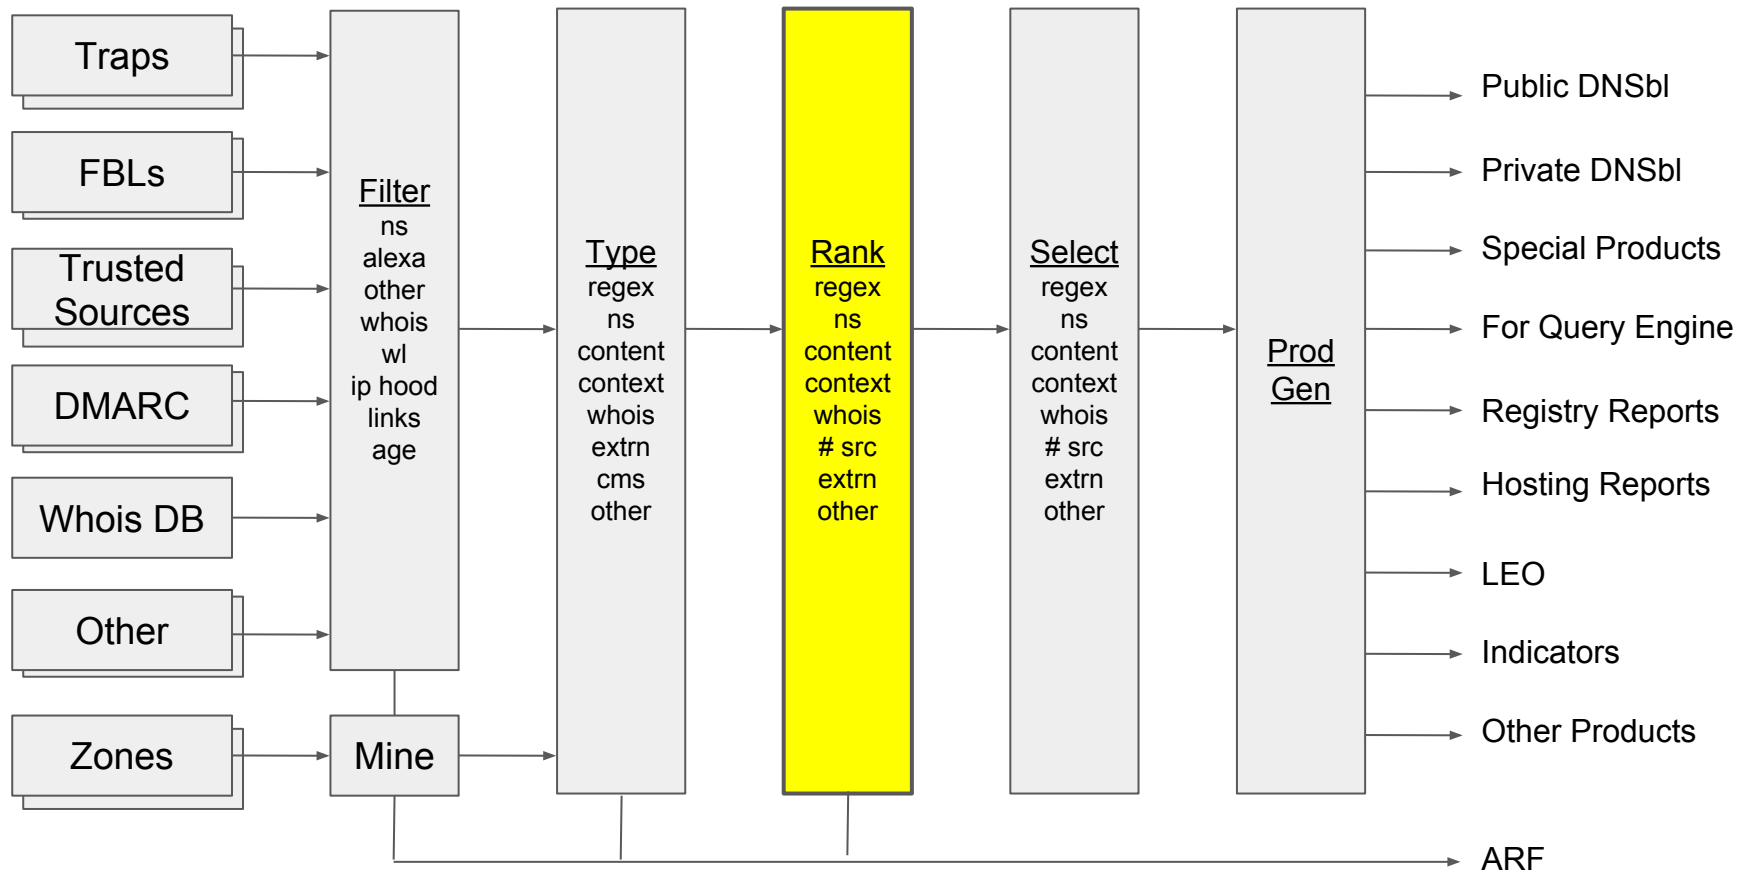 Traps
FBLs
Trusted
Sources
DMARC
Whois DB
Other
Zones
Filter
ns
alexa
other
whois
wl
ip hood
links
age
Mine
Type
regex
ns
content
context
whois
extrn
cms
other
Rank
regex
ns
content
context
whois
# src
extrn
other
Select
regex
ns
content
context
whois
# src
extrn
other
Prod
Gen
Public DNSbl
Private DNSbl
Special Products
For Query Engine
Registry Reports
Hosting Reports
LEO
Indicators
Other Products
ARF